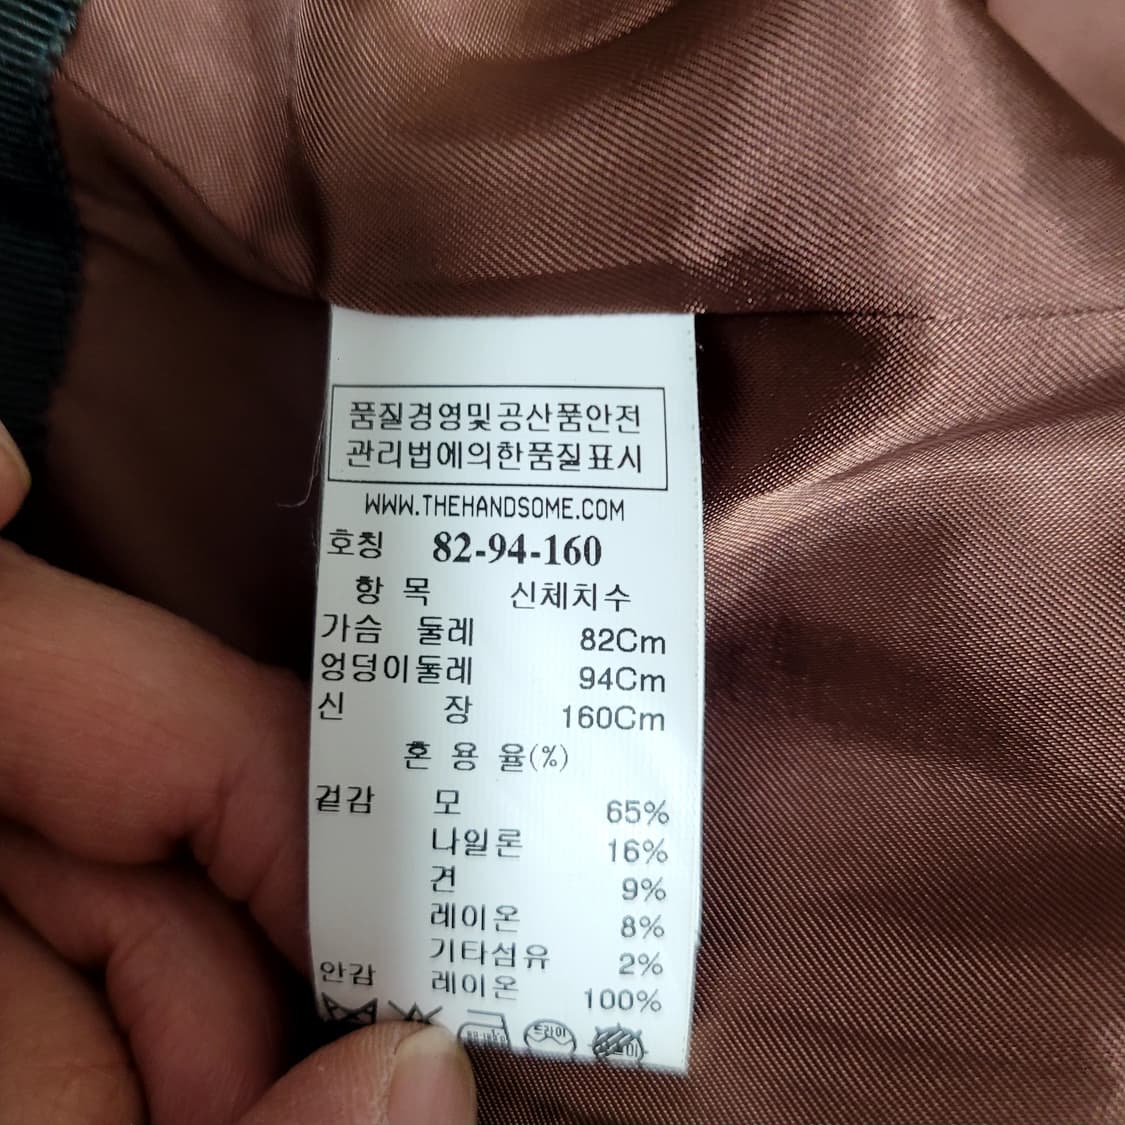 품질경영및공산품안전
관리법에의한품질표시
WWW.THEHANDSOME.COM
호칭 82-94-160
항 목 신체치수
가슴 둘레 82Cm
엉덩이둘레 94Cm
신 장 160Cm
혼 용 율(%)
겉감 모 65%
나일론 16%
견 9%
레이온 8%
기타섬유 2%
안감 레이온 100%
드라이